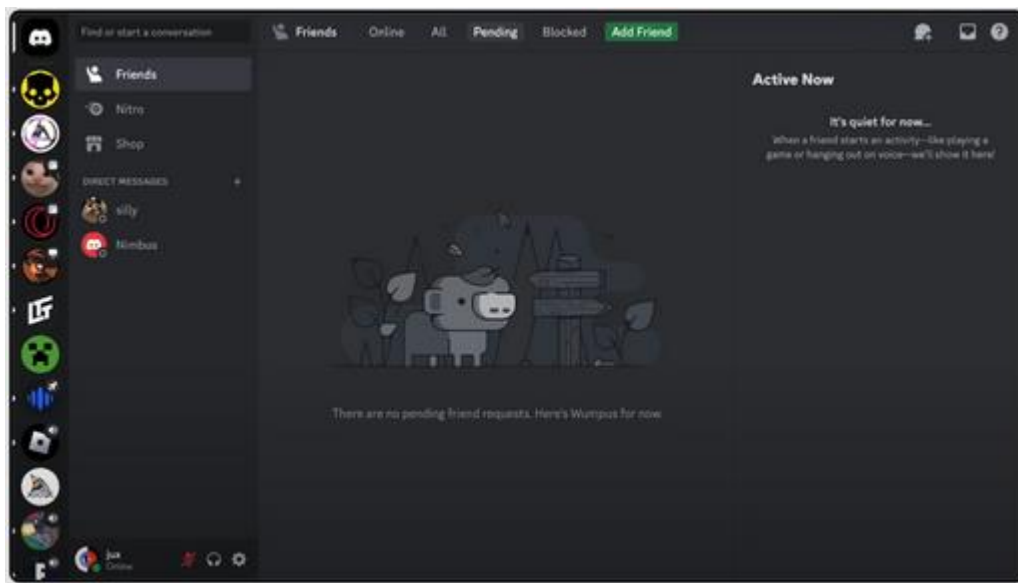 Find or start a conversation
Friends
Online
All
Pending
Blocked
Add Friend
Friends
Nitro
Shop
DIRECT MESSAGES
+
silly
Nimbus
There are no pending friend requests. Here's Wumpus for now.
Active Now
It's quiet for now...
When a friend starts an activity—like playing a
game or hanging out on voice—we'll show it here!
jux
Online